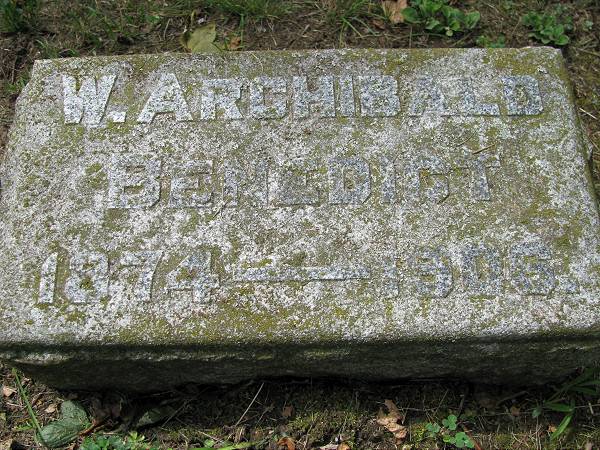 W. ARCHIBALD
BENEDICT
1874 — 1906.